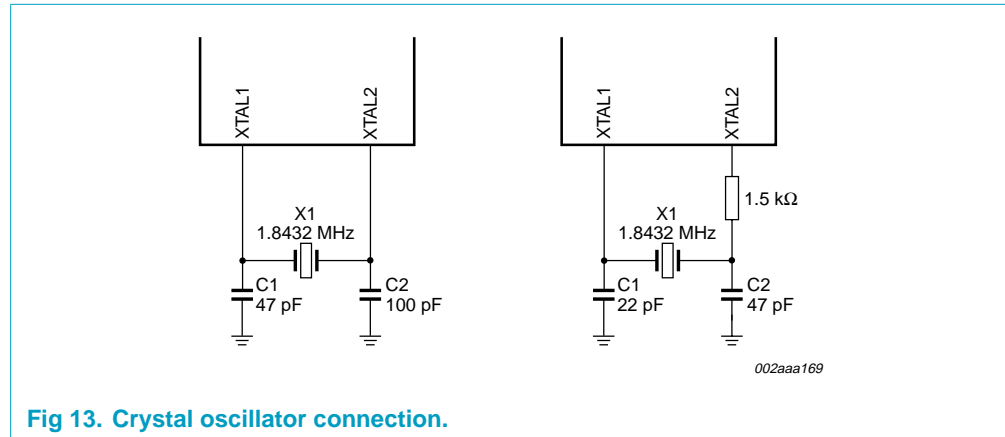 XTAL1
XTAL2
X1
1.8432 MHz
C1
47 pF
C2
100 pF
XTAL1
XTAL2
1.5 kΩ
X1
1.8432 MHz
C1
22 pF
C2
47 pF
002aaa169
Fig 13. Crystal oscillator connection.